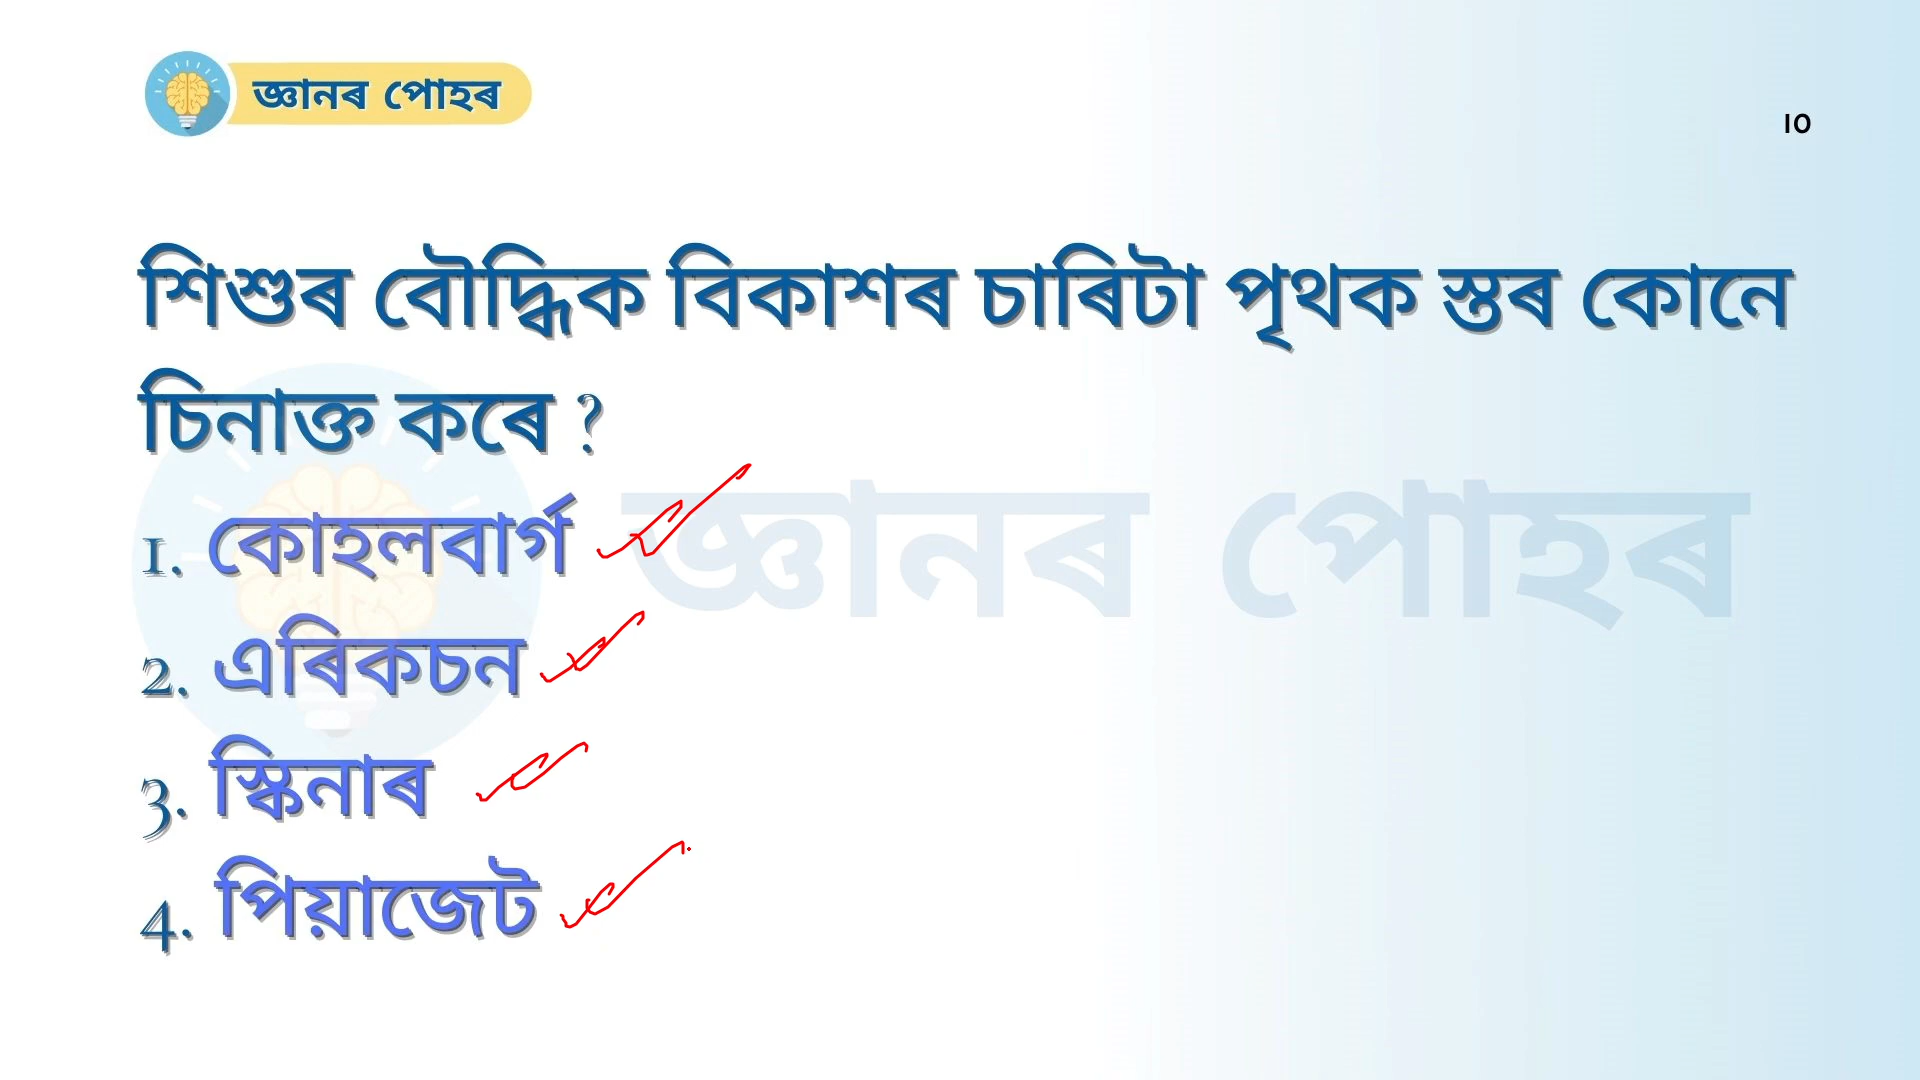 জ্ঞানৰ পোহৰ
10
শিশুৰ বৌদ্ধিক বিকাশৰ চাৰিটা পৃথক স্তৰ কোনে
চিনাক্ত কৰে ?
1. কোহলবাৰ্গ
জ্ঞানৰ পোহৰ
2. এৰিকচন
3. স্কিনাৰ
4. পিয়াজেট